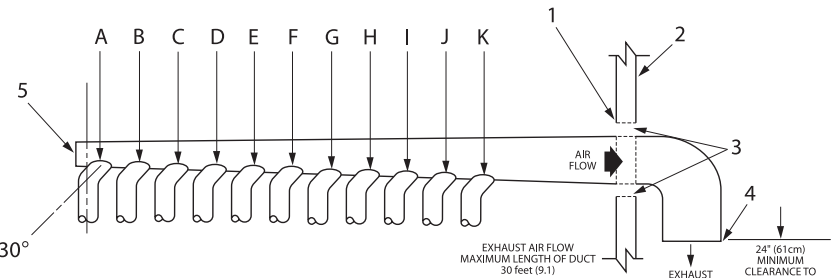 1
2
A B C D E F G H I J K
5
3
AIR
FLOW
4
30°
EXHAUST AIR FLOW
MAXIMUM LENGTH OF DUCT
30 feet (9.1)
EXHAUST
24" (61cm)
MINIMUM
CLEARANCE TO